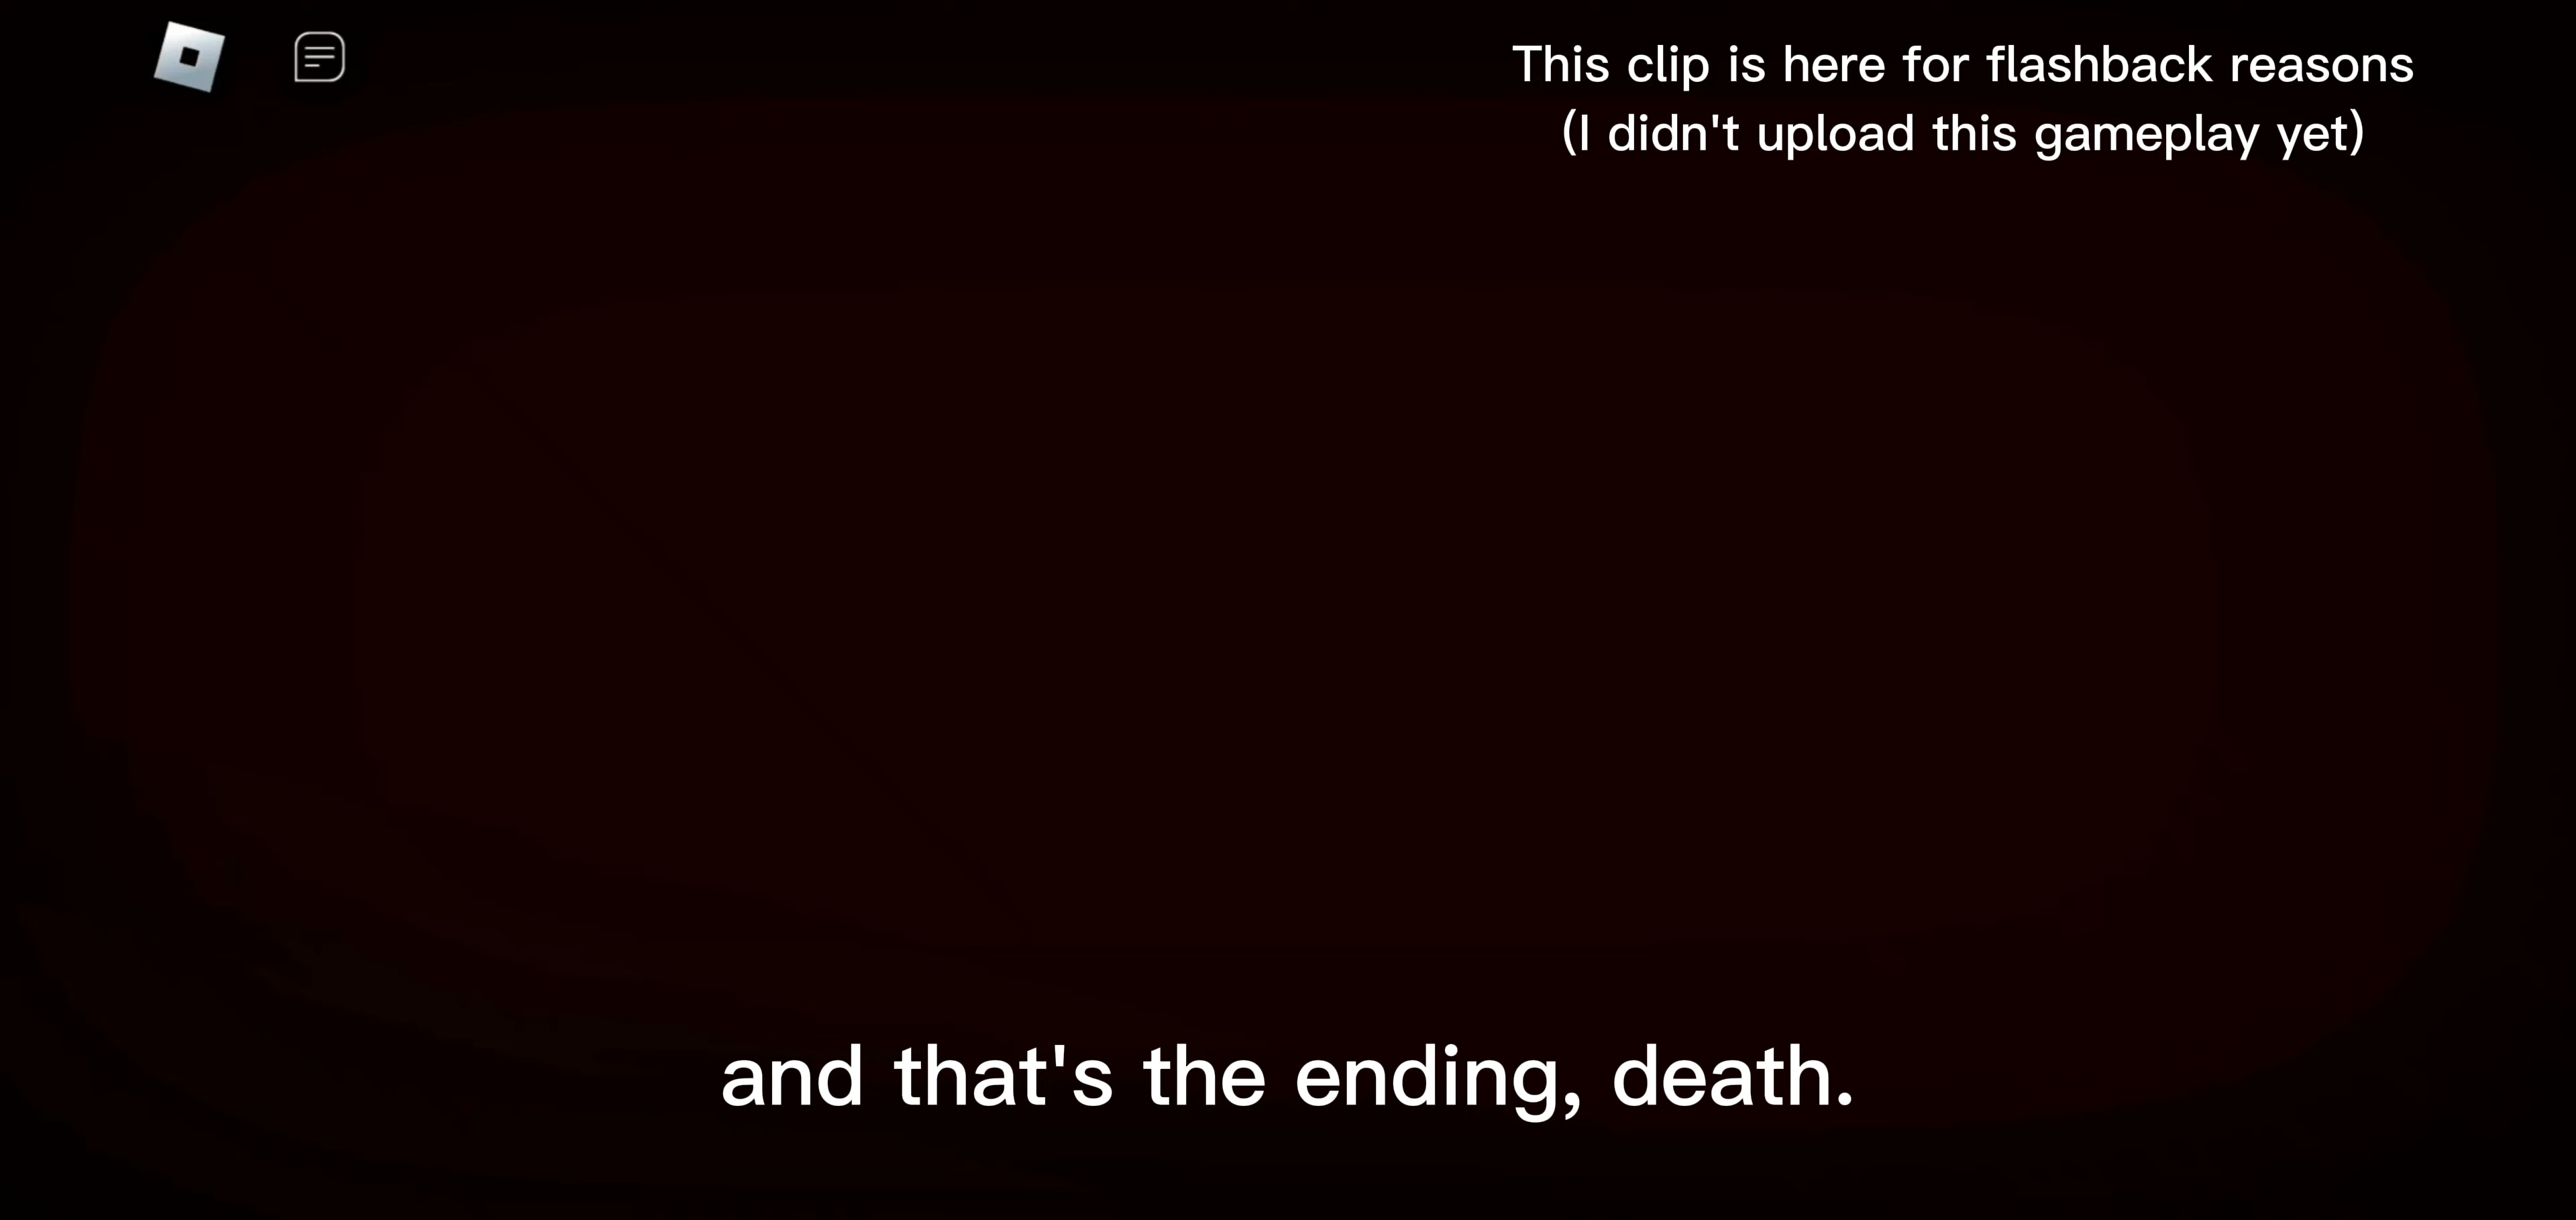 This clip is here for flashback reasons
(I didn't upload this gameplay yet)
and that's the ending, death.